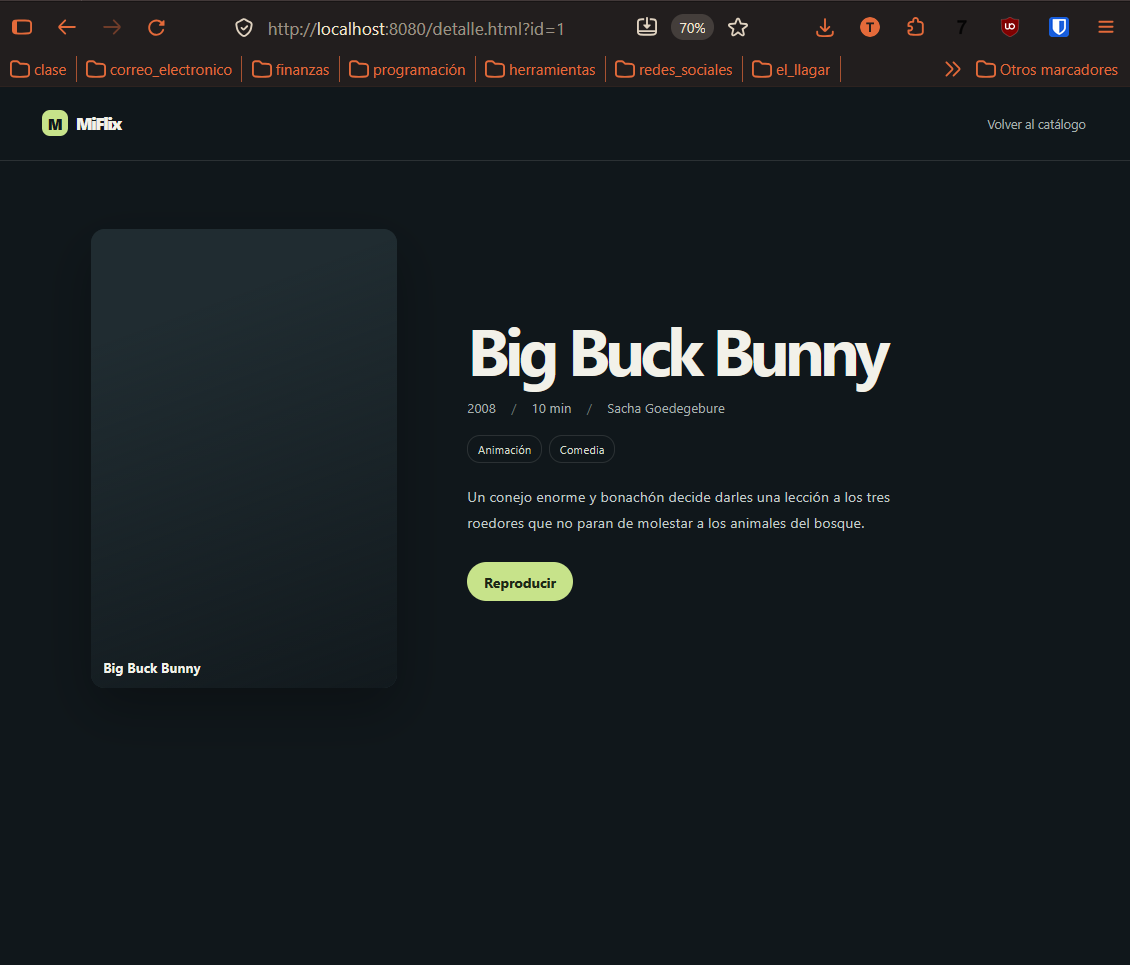 http://localhost:8080/detalle.html?id=1
70%
T
7
clase
correo_electronico
finanzas
programación
herramientas
redes_sociales
el_llagar
Otros marcadores
M MiFlix
Volver al catálogo
Big Buck Bunny
Big Buck Bunny
2008 / 10 min / Sacha Goedegebure
Animación Comedia
Un conejo enorme y bonachón decide darles una lección a los tres
roedores que no paran de molestar a los animales del bosque.
Reproducir